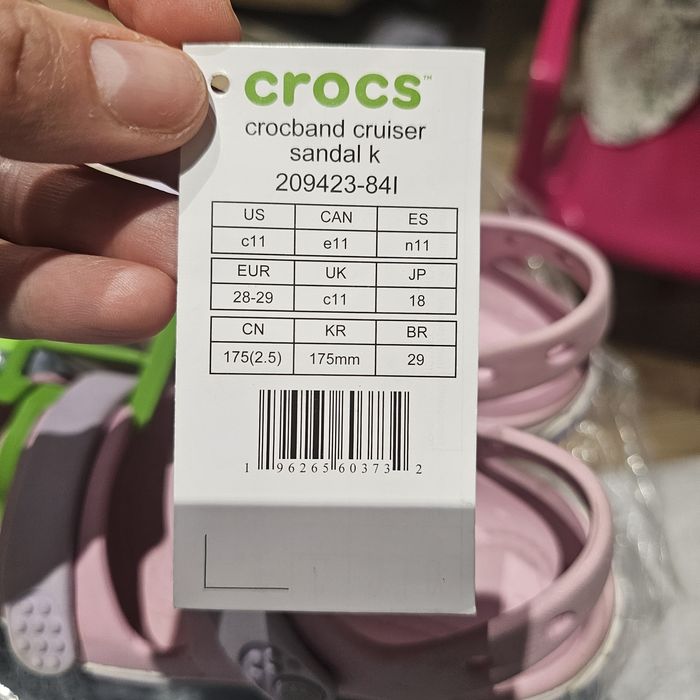 crocs™
crocband cruiser
sandal k
209423-84I
US CAN ES
c11 e11 n11
EUR UK JP
28-29 c11 18
CN KR BR
175(2.5) 175mm 29
1 96265 60373 2